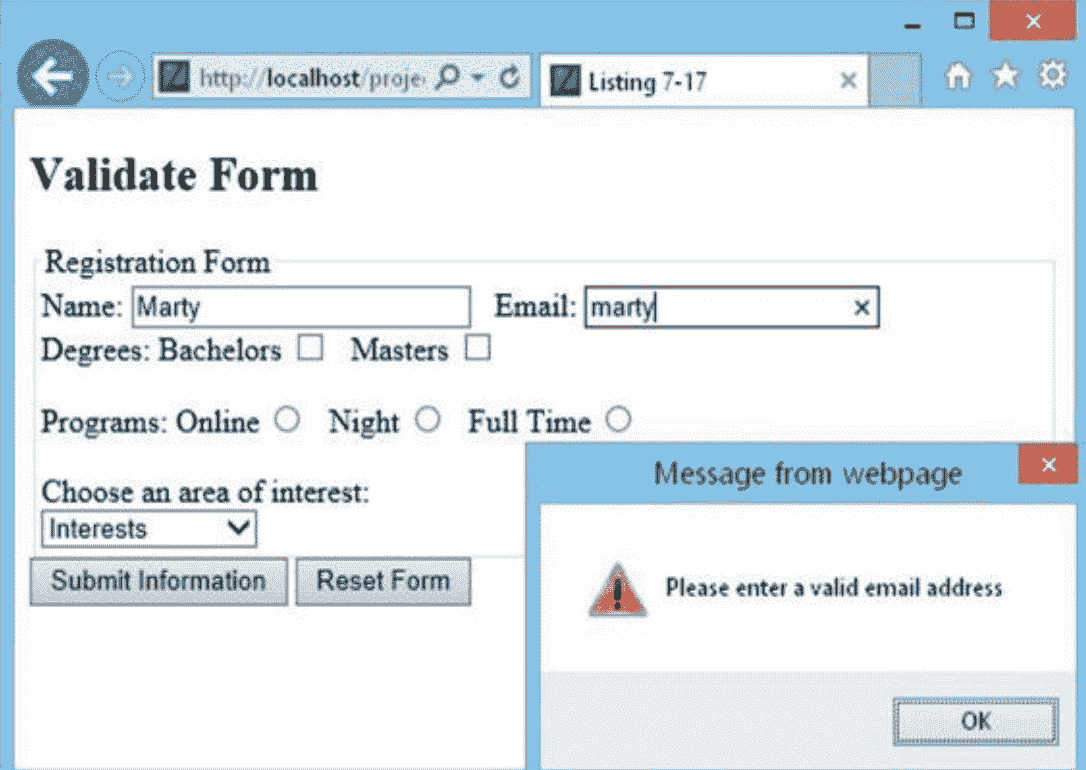 http://localhost/proje
Listing 7-17
Validate Form
Registration Form
Name: Marty Email: marty
Degrees: Bachelors Masters
Programs: Online Night Full Time
Message from webpage
Choose an area of interest:
Interests
Submit Information Reset Form
Please enter a valid email address
OK